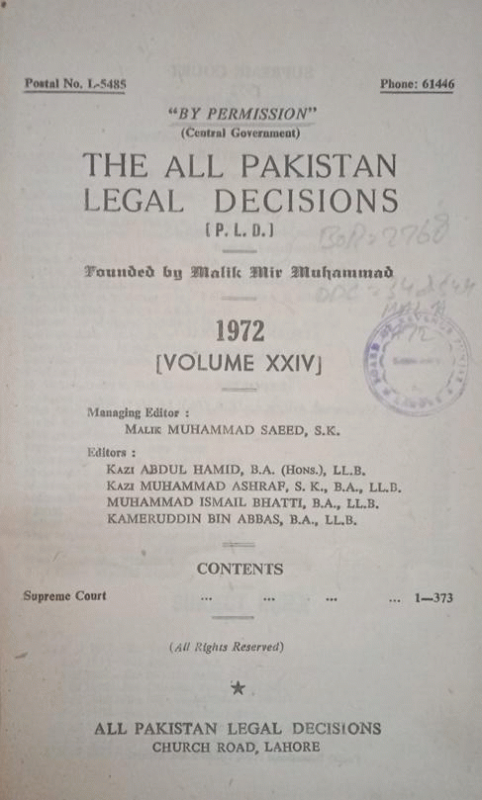 Postal No. L-5485 Phone: 61446
"BY PERMISSION"
(Central Government)
THE ALL PAKISTAN
LEGAL DECISIONS
[P. L. D.]
Founded by Malik Mir Muhammad
1972
[VOLUME XXIV]
Managing Editor :
MALIK MUHAMMAD SAEED, S.K.
Editors :
KAZI ABDUL HAMID, B.A. (HONS.), LL.B.
KAZI MUHAMMAD ASHRAF, S. K., B.A., LL.B.
MUHAMMAD ISMAIL BHATTI, B.A., LL.B.
KAMERUDDIN BIN ABBAS, B.A., LL.B.
CONTENTS
Supreme Court ... ... ... ... 1—373
(All Rights Reserved)
★
ALL PAKISTAN LEGAL DECISIONS
CHURCH ROAD, LAHORE